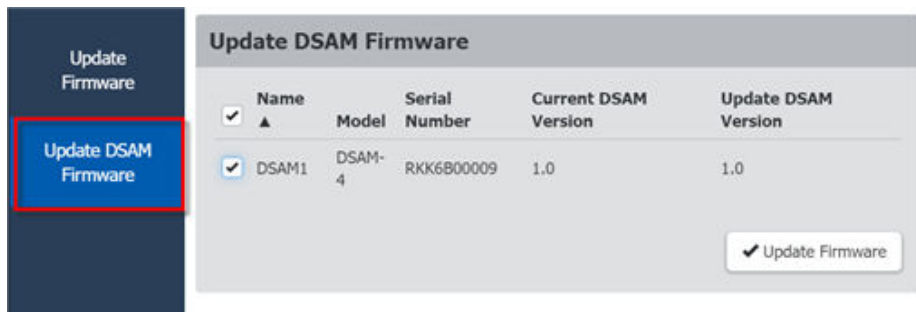 Update
Firmware
Update DSAM
Firmware
Update DSAM Firmware
Name ▲ Model Serial Number Current DSAM Version Update DSAM Version
DSAM1 DSAM-4 RKK6B00009 1.0 1.0
Update Firmware